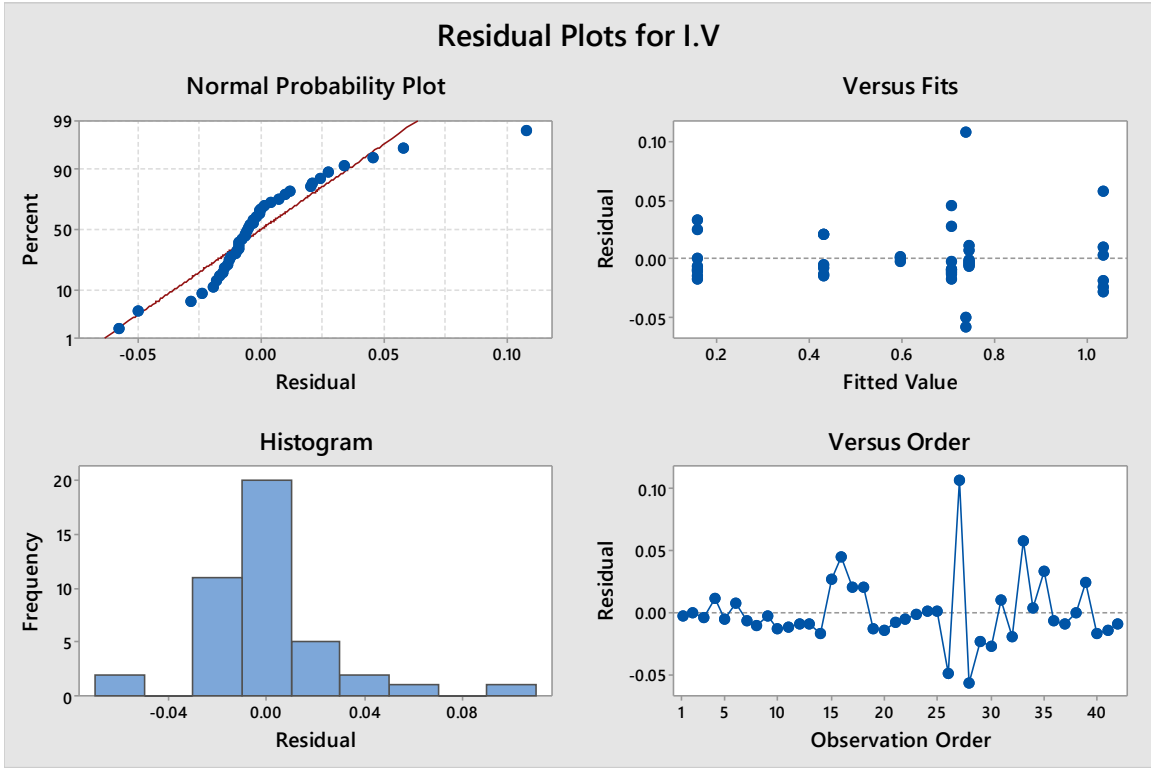 Residual Plots for I.V
Normal Probability Plot
99
90
50
10
1
Percent
-0.05 0.00 0.05 0.10
Residual
Versus Fits
0.10
0.05
0.00
-0.05
Residual
0.2 0.4 0.6 0.8 1.0
Fitted Value
Histogram
20
15
10
5
0
Frequency
-0.04 0.00 0.04 0.08
Residual
Versus Order
0.10
0.05
0.00
-0.05
Residual
1 5 10 15 20 25 30 35 40
Observation Order